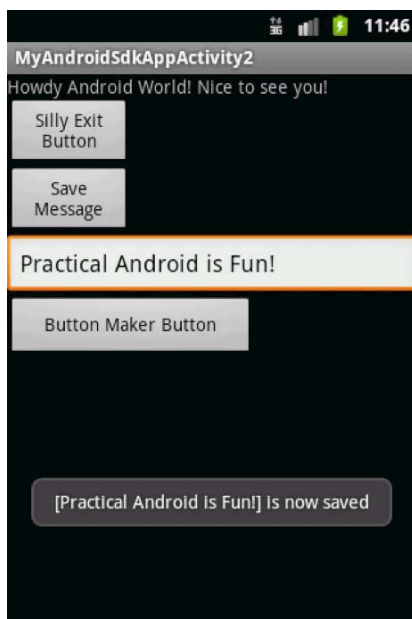 3G 11:46
MyAndroidSdkAppActivity2
Howdy Android World! Nice to see you!
Silly Exit
Button
Save
Message
Practical Android is Fun!
Button Maker Button
[Practical Android is Fun!] is now saved